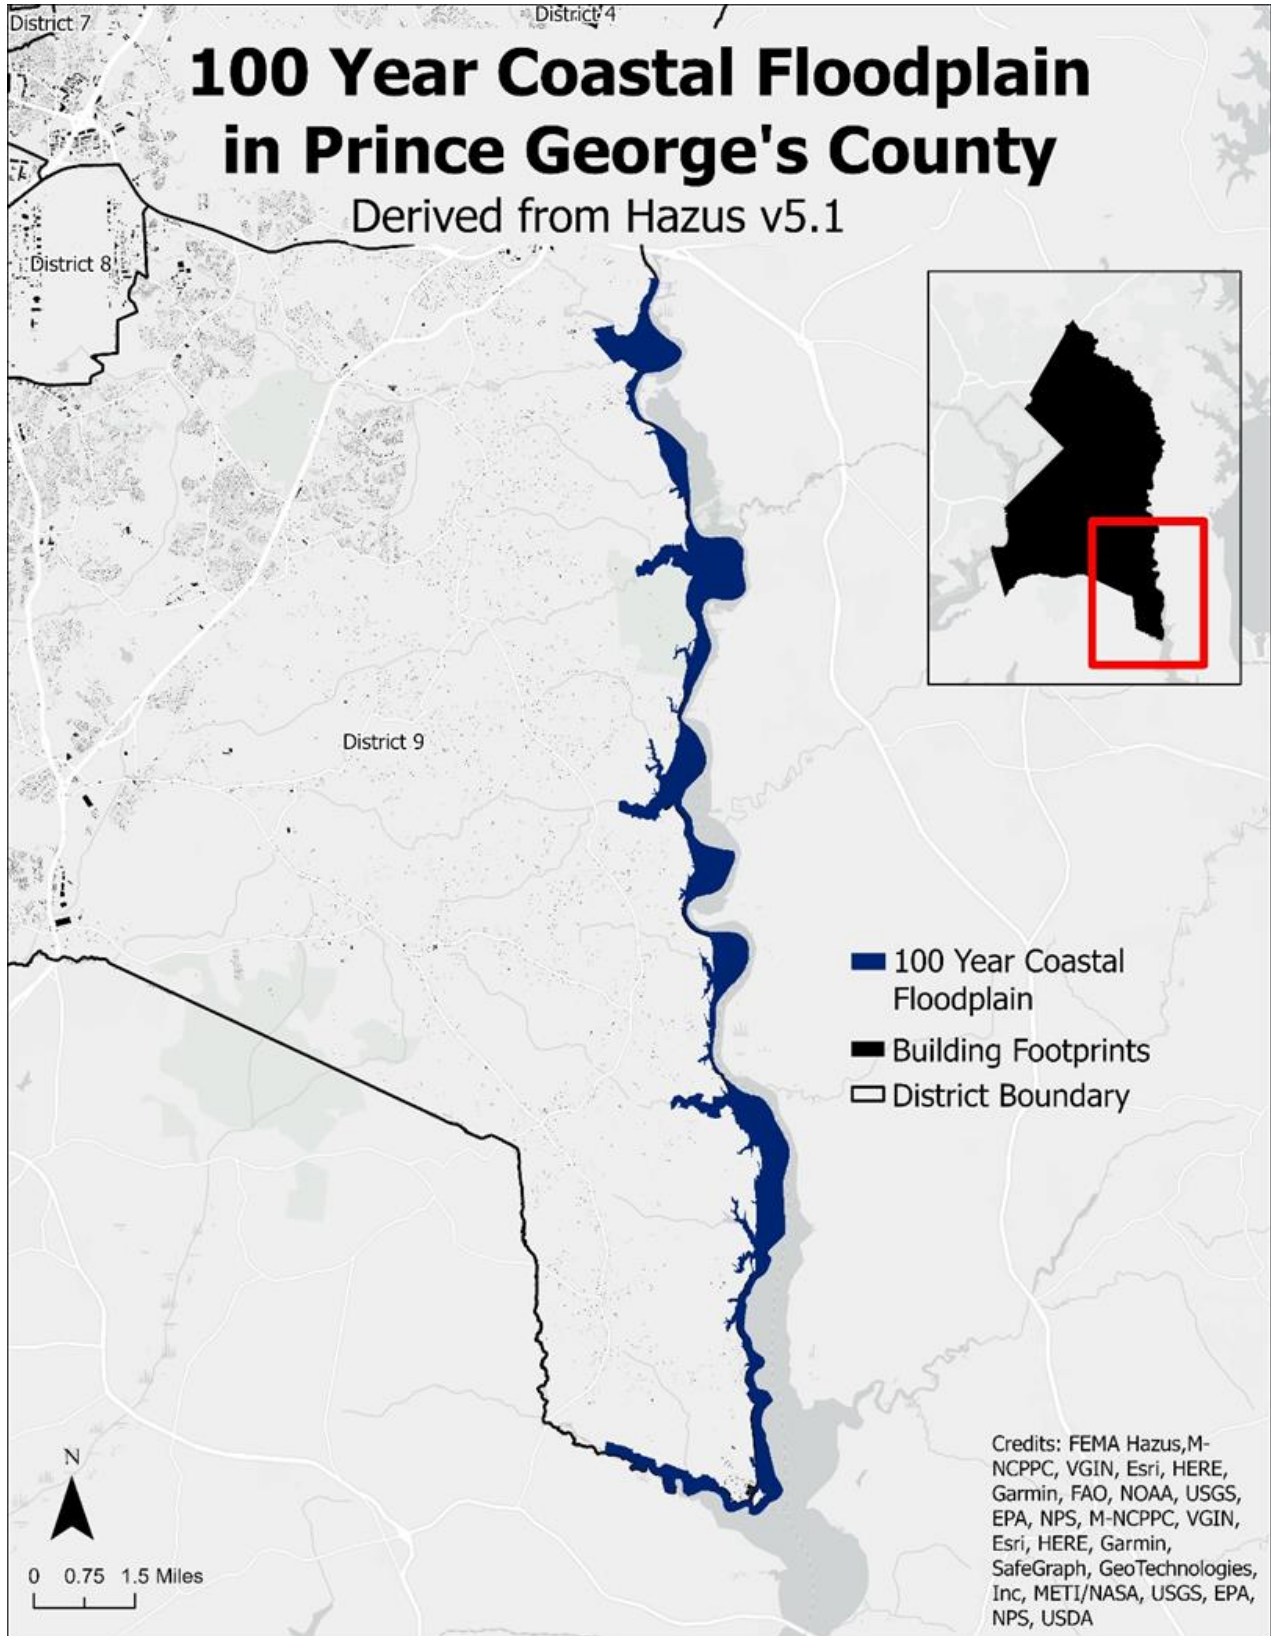 District 7
District 4
100 Year Coastal Floodplain
in Prince George's County
Derived from Hazus v5.1
District 8
District 9
100 Year Coastal
Floodplain
Building Footprints
District Boundary
N
0 0.75 1.5 Miles
Credits: FEMA Hazus,M-
NCPPC, VGIN, Esri, HERE,
Garmin, FAO, NOAA, USGS,
EPA, NPS, M-NCPPC, VGIN,
Esri, HERE, Garmin,
SafeGraph, GeoTechnologies,
Inc, METI/NASA, USGS, EPA,
NPS, USDA